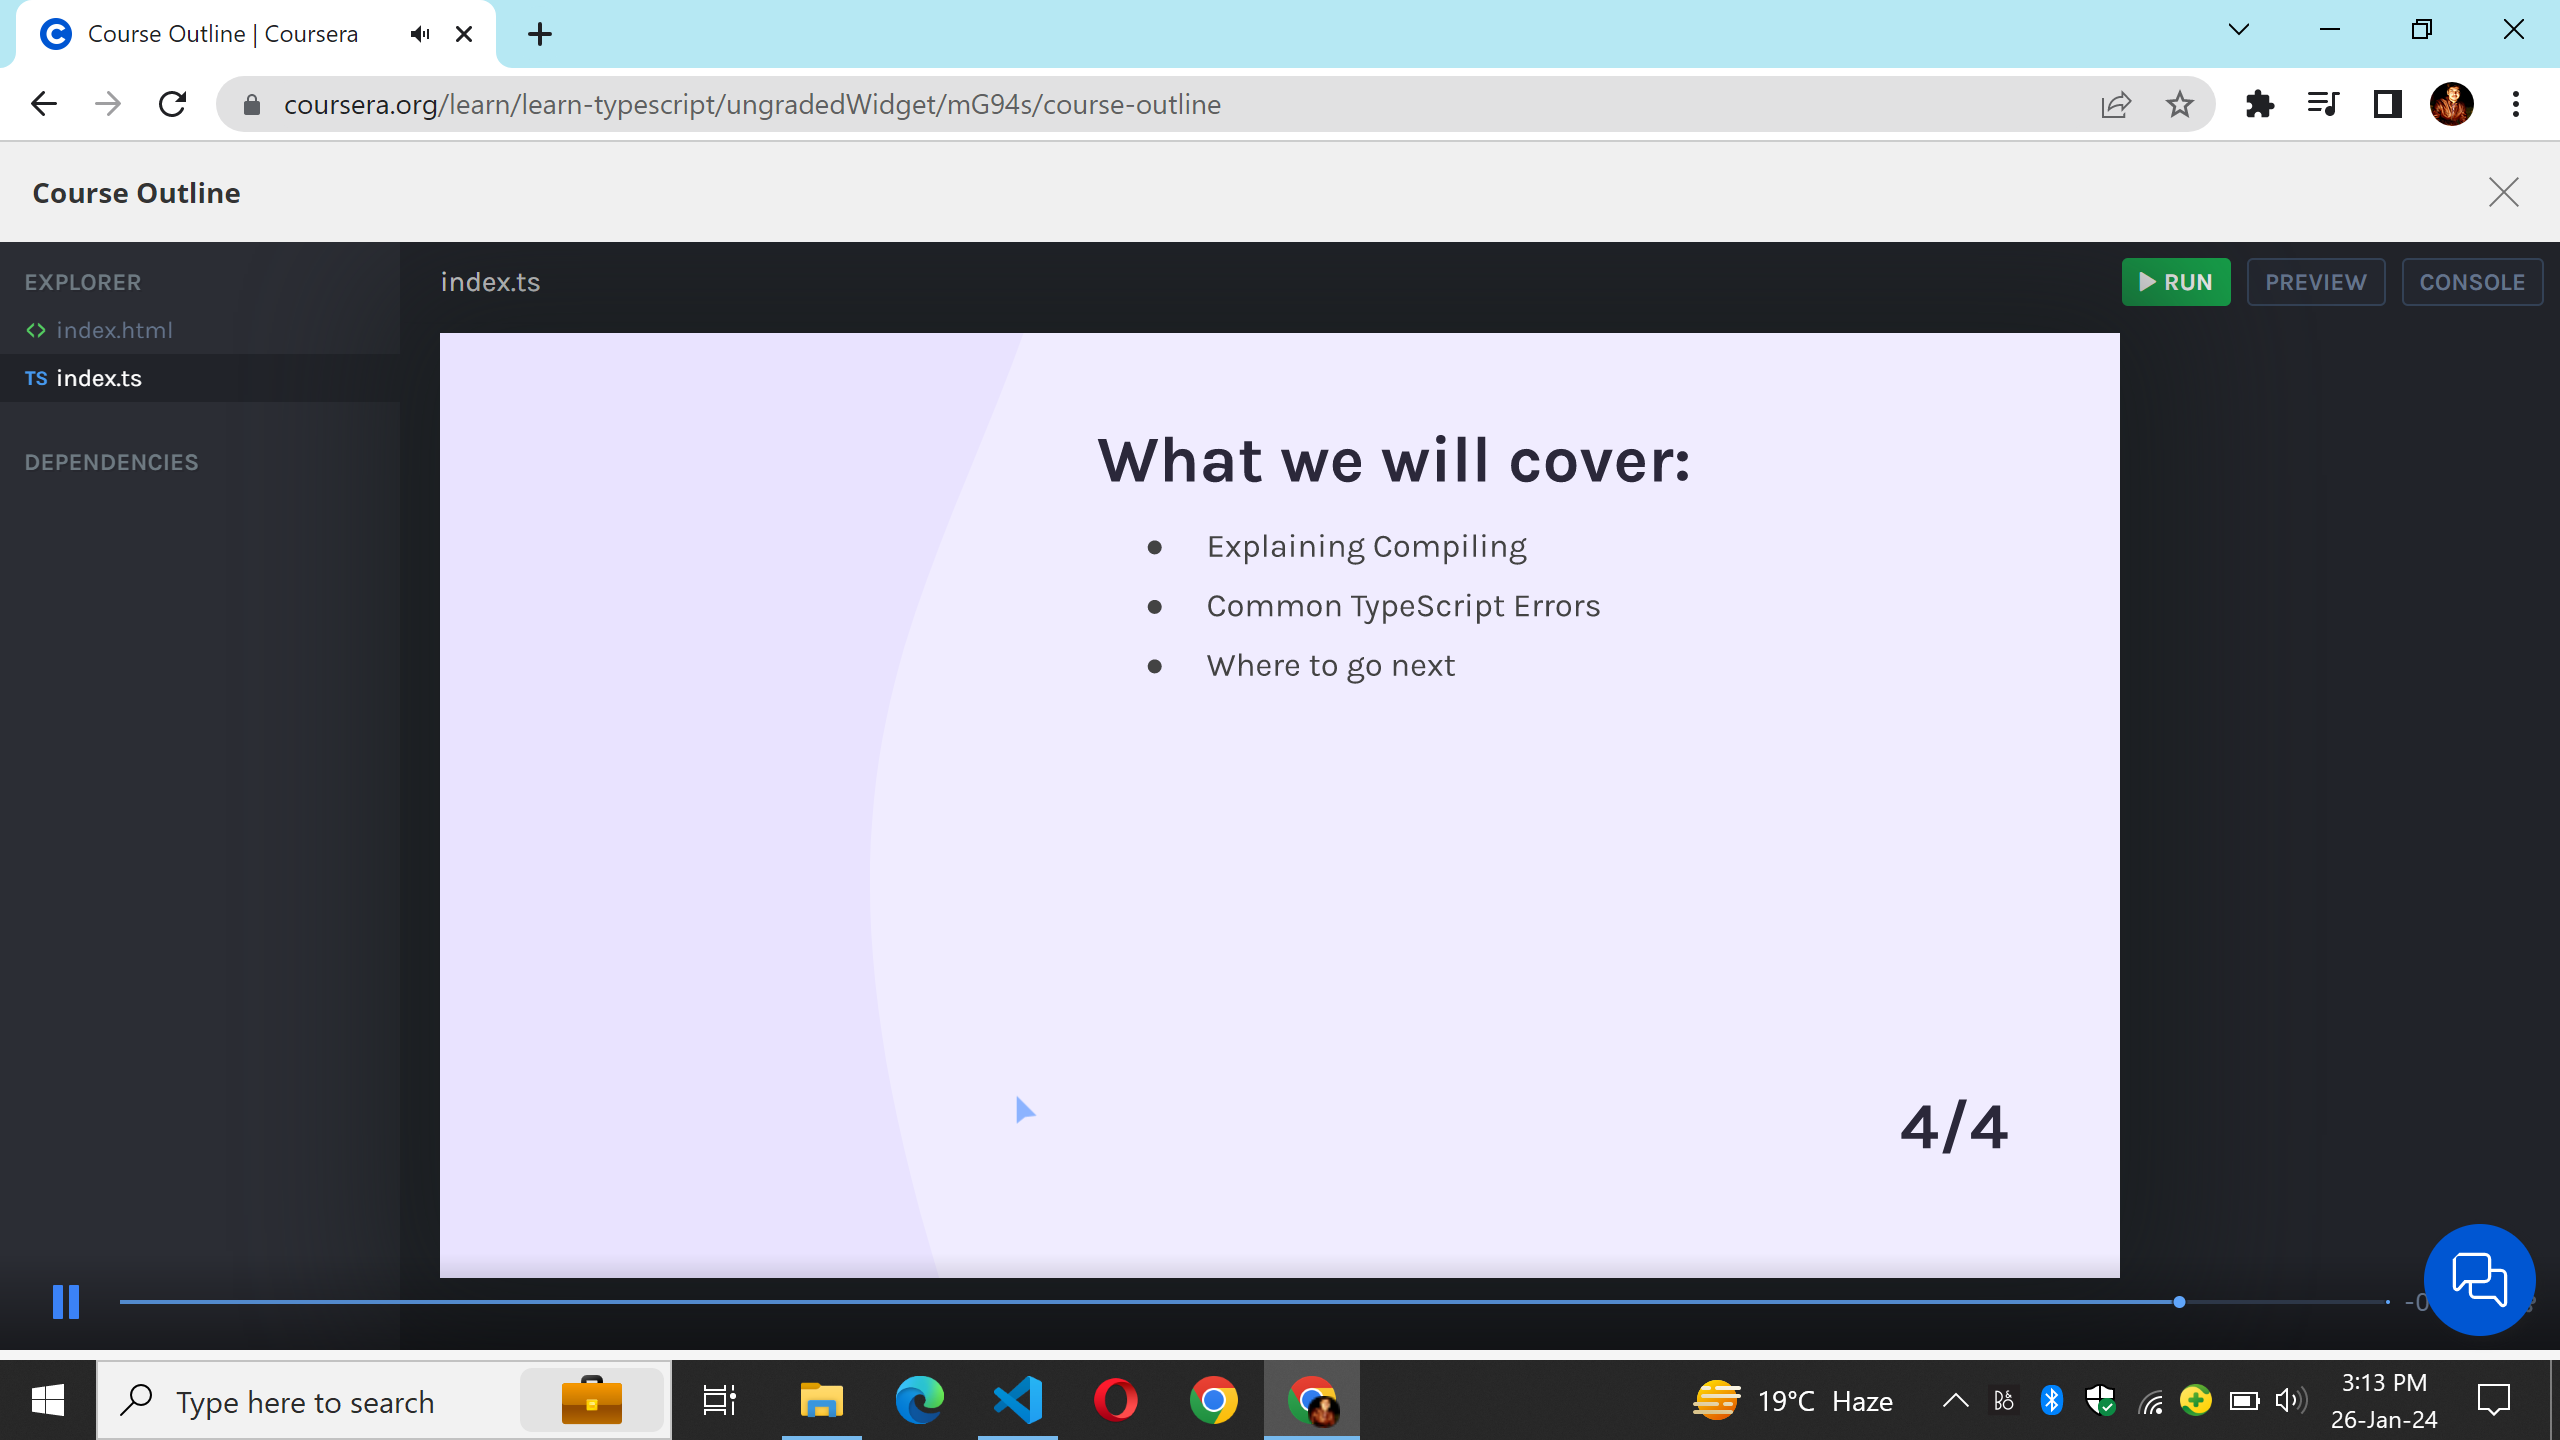 Course Outline | Coursera
coursera.org/learn/learn-typescript/ungradedWidget/mG94s/course-outline
Course Outline
EXPLORER
index.ts
RUN
PREVIEW
CONSOLE
<> index.html
TS index.ts
DEPENDENCIES
What we will cover:
• Explaining Compiling
• Common TypeScript Errors
• Where to go next
4/4
Type here to search
19°C Haze
3:13 PM
26-Jan-24